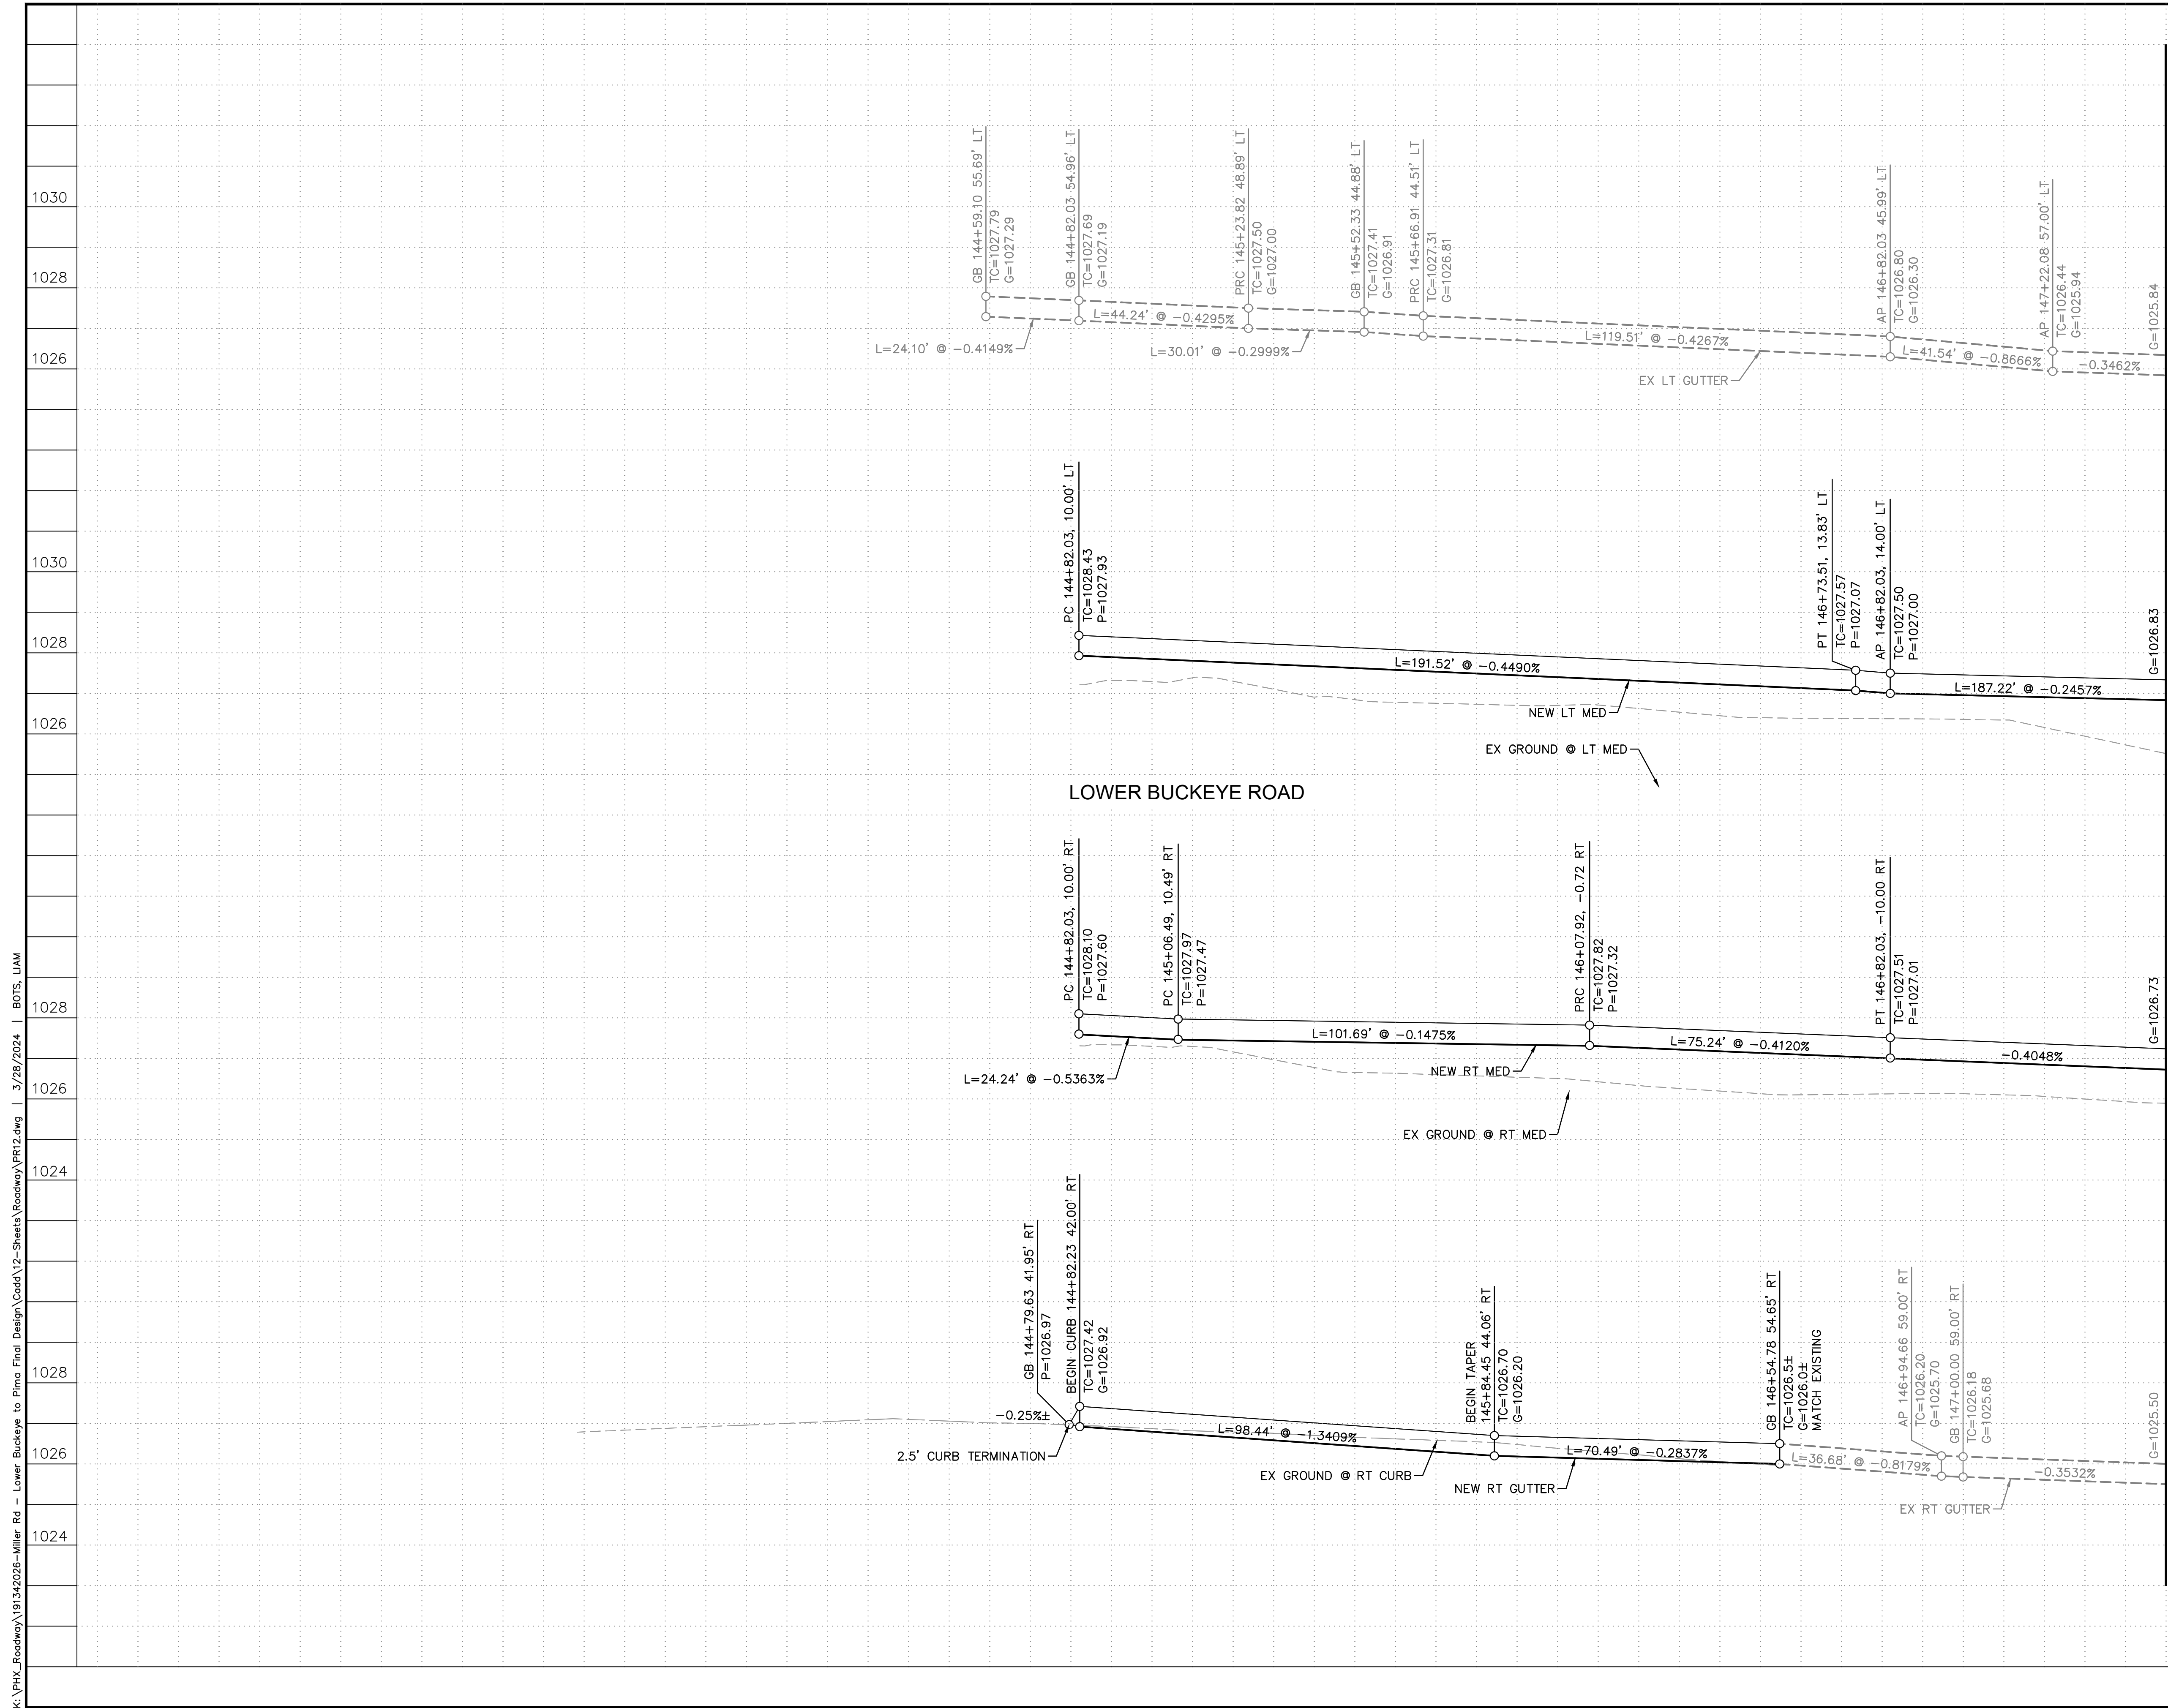 1030
1028
1026
GB 144+59.10 55.69' LT
TC=1027.79
G=1027.29
GB 144+82.03 54.96' LT
TC=1027.69
G=1027.19
PRC 145+23.82 48.89' LT
TC=1027.50
G=1027.00
GB 145+52.33 44.88' LT
TC=1027.41
G=1026.91
PRC 145+66.91 44.51' LT
TC=1027.31
G=1026.81
AP 146+82.03 45.99' LT
TC=1026.80
G=1026.30
AP 147+22.08 57.00' LT
TC=1026.44
G=1025.94
G=1025.84
L=24.10' @ -0.4149%
L=44.24' @ -0.4295%
L=30.01' @ -0.2999%
L=119.51' @ -0.4267%
L=41.54' @ -0.8666%
-0.3462%
EX LT GUTTER
1030
1028
1026
PC 144+82.03, 10.00' LT
TC=1028.43
P=1027.93
PT 146+73.51, 13.83' LT
TC=1027.57
P=1027.07
AP 146+82.03, 14.00' LT
TC=1027.50
P=1027.00
G=1026.83
L=191.52' @ -0.4490%
L=187.22' @ -0.2457%
NEW LT MED
EX GROUND @ LT MED
LOWER BUCKEYE ROAD
1028
1026
1024
PC 144+82.03, 10.00' RT
TC=1028.10
P=1027.60
PC 145+06.49, 10.49' RT
TC=1027.97
P=1027.47
PRC 146+07.92, -0.72 RT
TC=1027.82
P=1027.32
PT 146+82.03, -10.00 RT
TC=1027.51
P=1027.01
G=1026.73
L=24.24' @ -0.5363%
L=101.69' @ -0.1475%
L=75.24' @ -0.4120%
-0.4048%
NEW RT MED
EX GROUND @ RT MED
1028
1026
1024
GB 144+79.63 41.95' RT
P=1026.97
BEGIN CURB 144+82.23 42.00' RT
TC=1027.42
G=1026.92
BEGIN TAPER
145+84.45 44.06' RT
TC=1026.70
G=1026.20
GB 146+54.78 54.65' RT
TC=1026.5±
G=1026.0±
MATCH EXISTING
AP 146+94.66 59.00' RT
TC=1026.20
G=1025.70
GB 147+00.00 59.00' RT
TC=1026.18
G=1025.68
G=1025.50
-0.25%±
2.5' CURB TERMINATION
L=98.44' @ -1.3409%
L=70.49' @ -0.2837%
L=36.68' @ -0.8179%
-0.3532%
EX GROUND @ RT CURB
NEW RT GUTTER
EX RT GUTTER
K:\PHX_Roadway\191342026-Miller Rd - Lower Buckeye to Pima Final Design\Cadd\12-Sheets\Roadway\PR12.dwg | 3/28/2024 | BOTS, LIAM